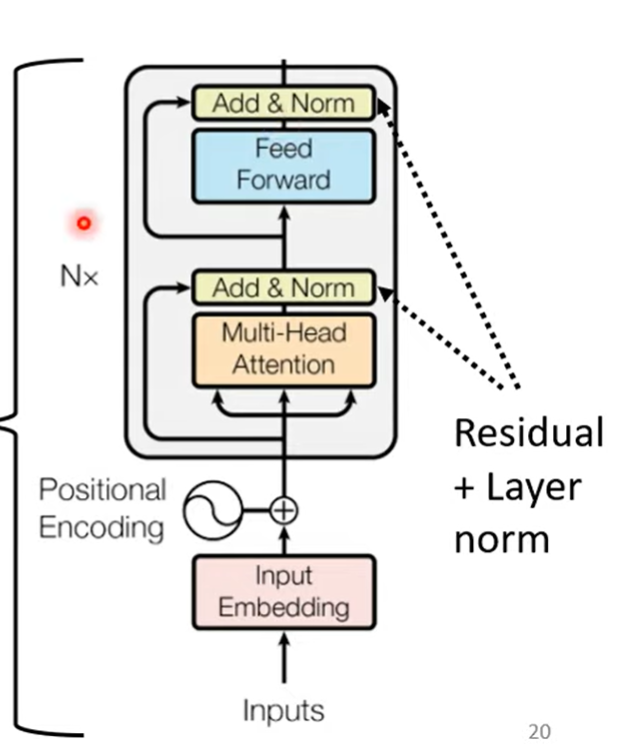 Add & Norm
Feed
Forward
N×
Add & Norm
Multi-Head
Attention
Residual
+ Layer
norm
Positional
Encoding
Input
Embedding
Inputs
20